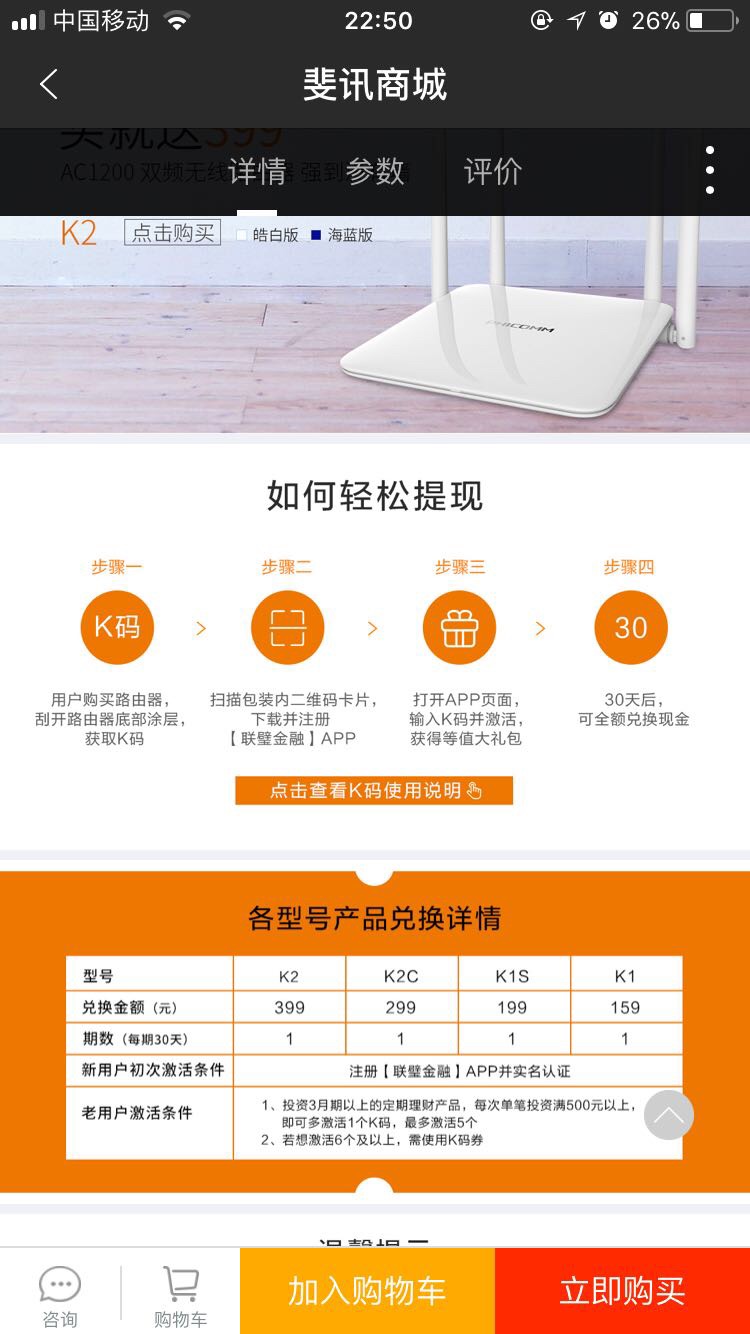 中国移动
22:50
26%
斐讯商城
买就送399
AC1200 双频无线
强到
详情
参数
评价
K2
点击购买
皓白版
海蓝版
PHICOMM
如何轻松提现
步骤一
步骤二
步骤三
步骤四
K码
30
用户购买路由器，
刮开路由器底部涂层，
获取K码
扫描包装内二维码卡片，
下载并注册
【联璧金融】APP
打开APP页面，
输入K码并激活，
获得等值大礼包
30天后，
可全额兑换现金
点击查看K码使用说明
各型号产品兑换详情
型号 K2 K2C K1S K1
兑换金额（元） 399 299 199 159
期数（每期30天） 1 1 1 1
新用户初次激活条件 注册【联璧金融】APP并实名认证
老用户激活条件
1、投资3月期以上的定期理财产品，每次单笔投资满500元以上，
即可多激活1个K码，最多激活5个
2、若想激活6个及以上，需使用K码券
温馨提示
咨询
购物车
加入购物车
立即购买